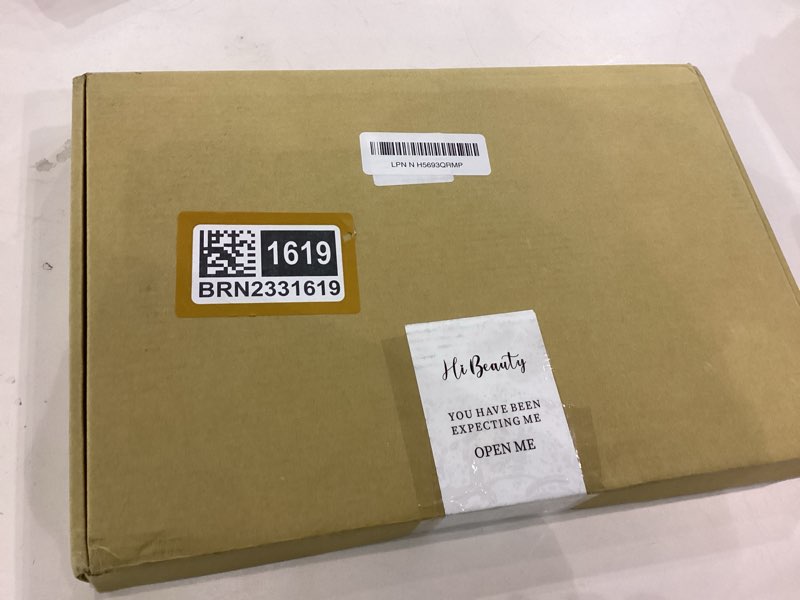 LPN N H5693QRMP
1619
BRN2331619
Hi Beauty
YOU HAVE BEEN
EXPECTING ME
OPEN ME